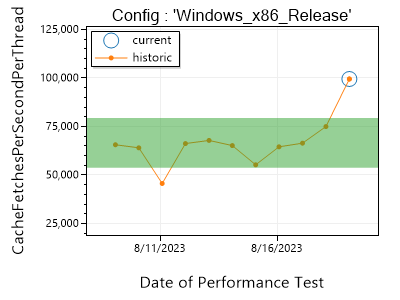 Config : 'Windows_x86_Release'
CacheFetchesPerSecondPerThread
125,000
100,000
75,000
50,000
25,000
current
historic
8/11/2023
8/16/2023
Date of Performance Test